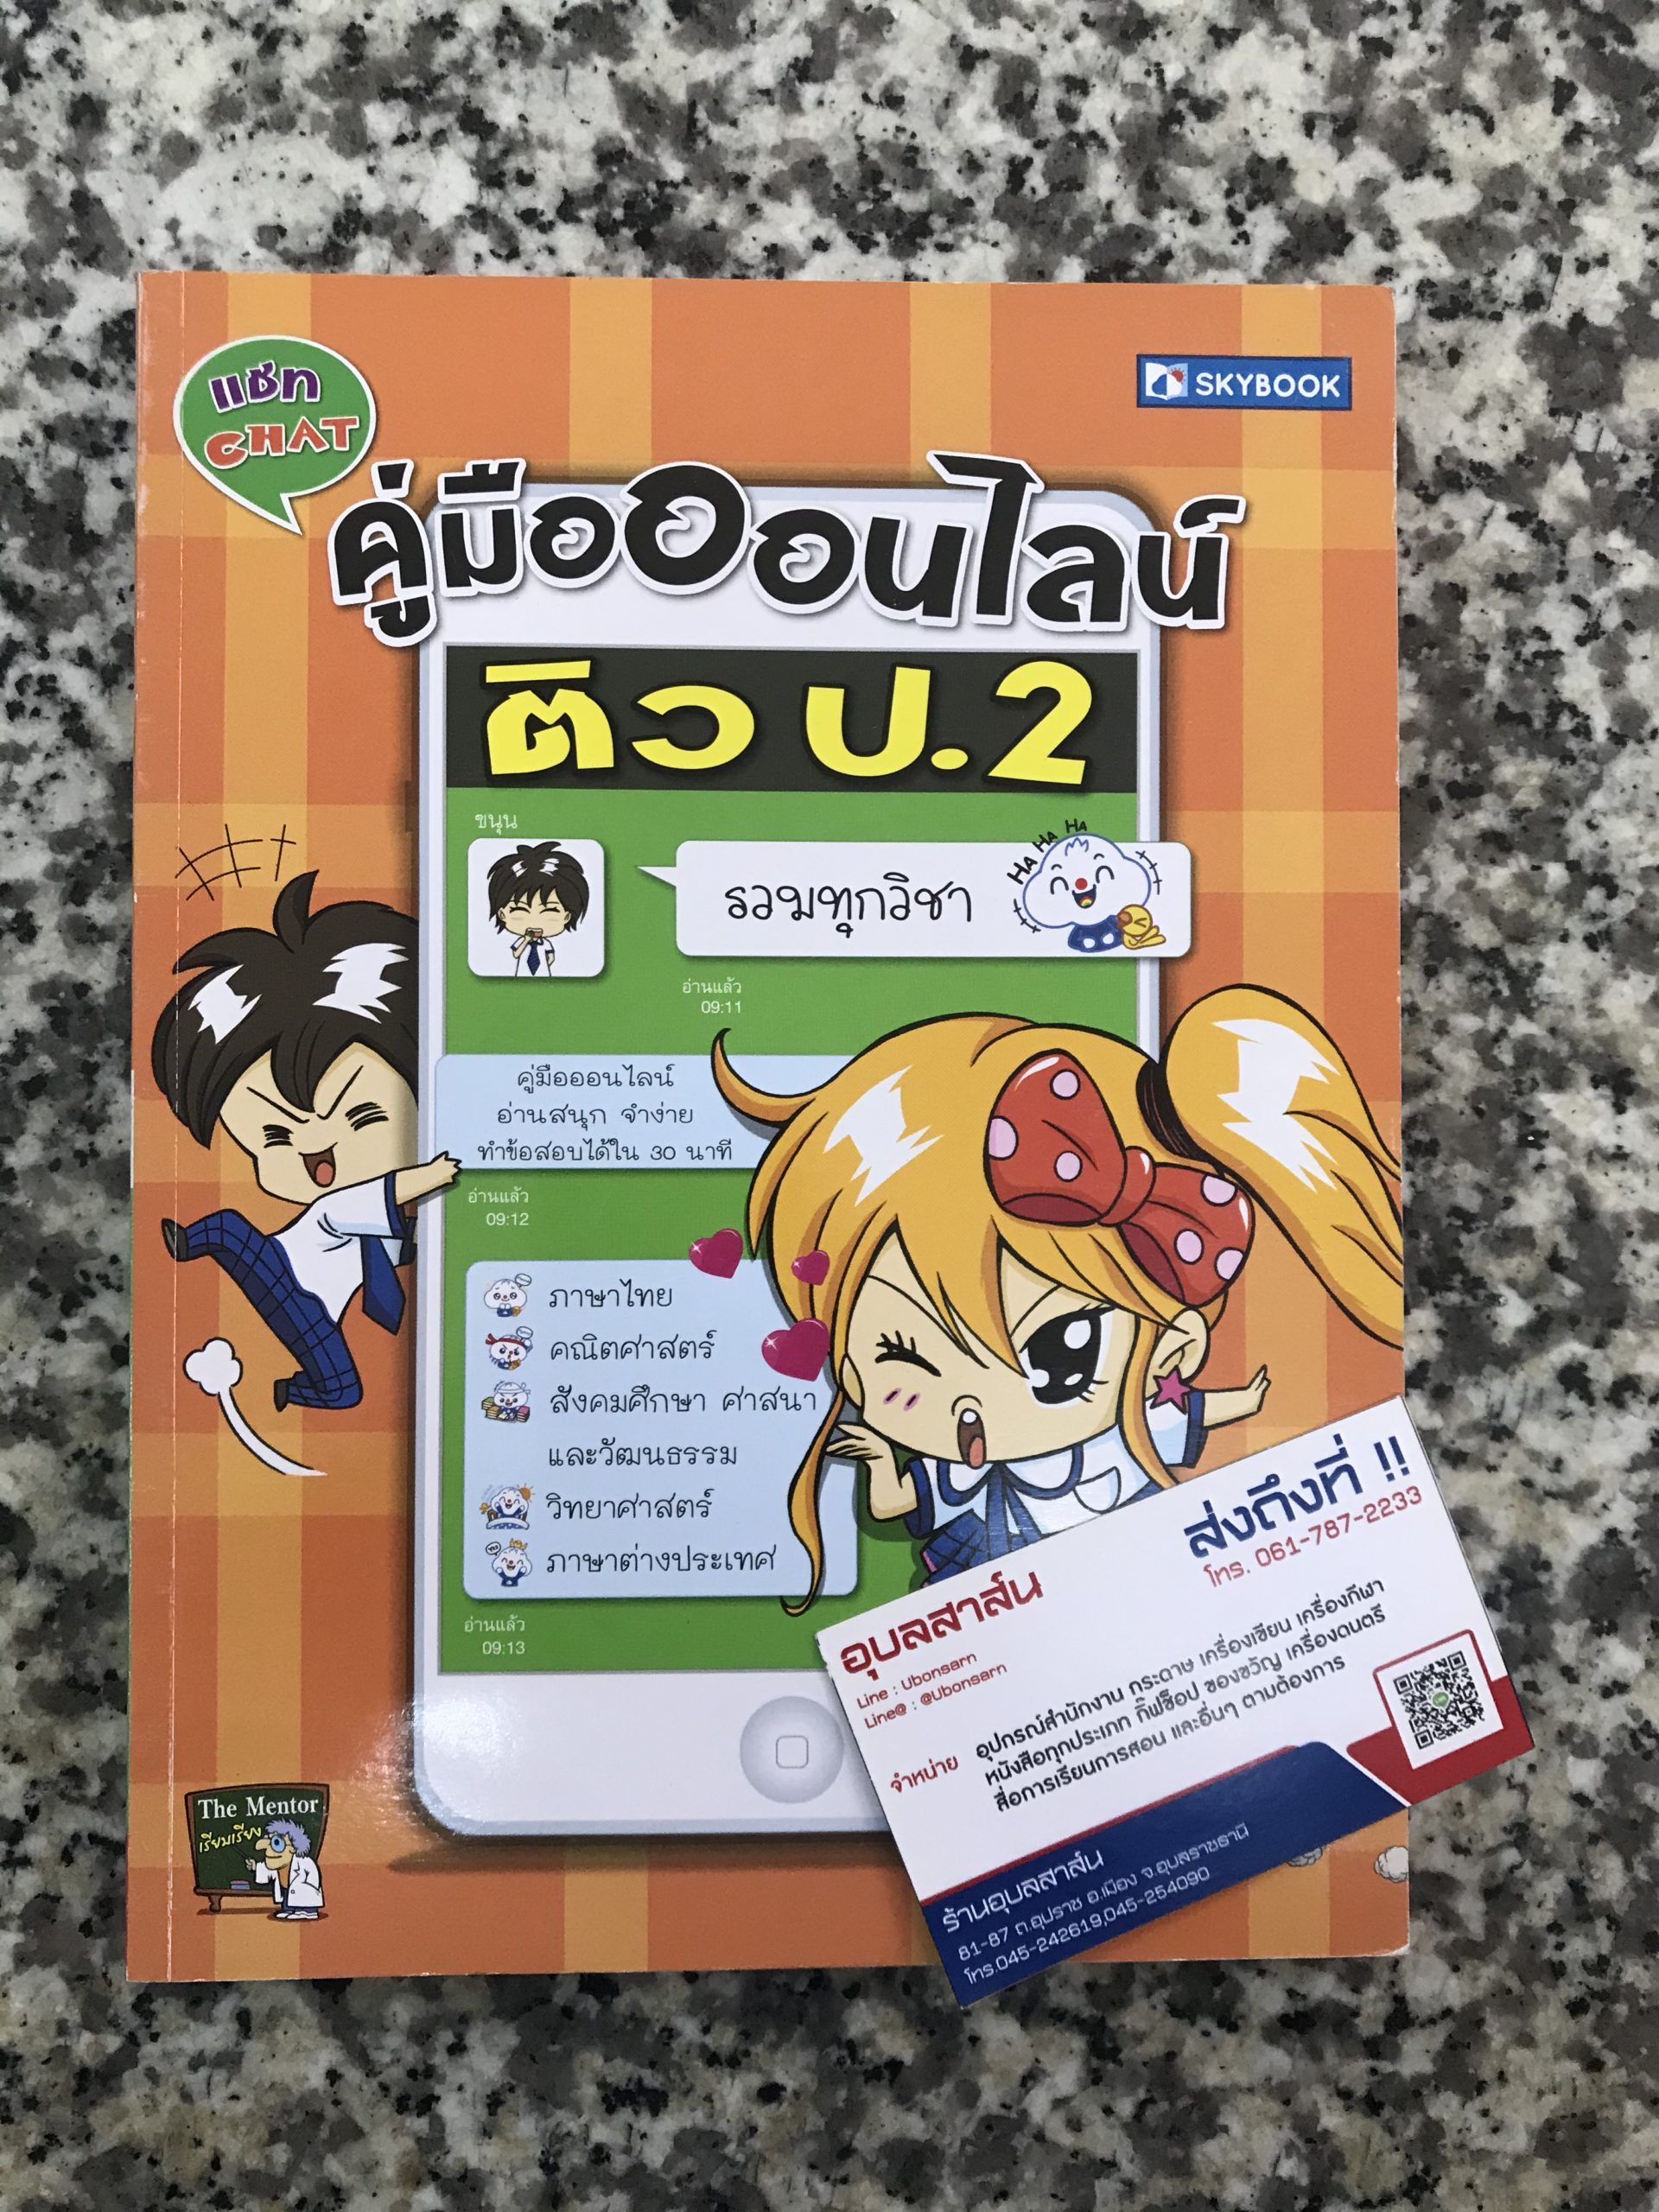 แชท
CHAT
SKYBOOK
คู่มือออนไลน์
ติว ป.2
ขนุน
รวมทุกวิชา
HA HA HA
อ่านแล้ว
09:11
คู่มือออนไลน์
อ่านสนุก จำง่าย
ทำข้อสอบได้ใน 30 นาที
อ่านแล้ว
09:12
ภาษาไทย
คณิตศาสตร์
สังคมศึกษา ศาสนา
และวัฒนธรรม
วิทยาศาสตร์
ภาษาต่างประเทศ
อ่านแล้ว
09:13
The Mentor
เรียบเรียง
ส่งถึงที่ !!
โทร. 061-787-2233
อุบลสาส์น
Line : Ubonsarn
Line@ : @Ubonsarn
จำหน่าย อุปกรณ์สำนักงาน กระดาษ เครื่องเขียน เครื่องกีฬา
หนังสือทุกประเภท กิ๊ฟช็อป ของขวัญ เครื่องดนตรี
สื่อการเรียนการสอน และอื่นๆ ตามต้องการ
ร้านอุบลสาส์น
81-87 ถ.อุปราช อ.เมือง จ.อุบลราชธานี
โทร.045-242619,045-254090